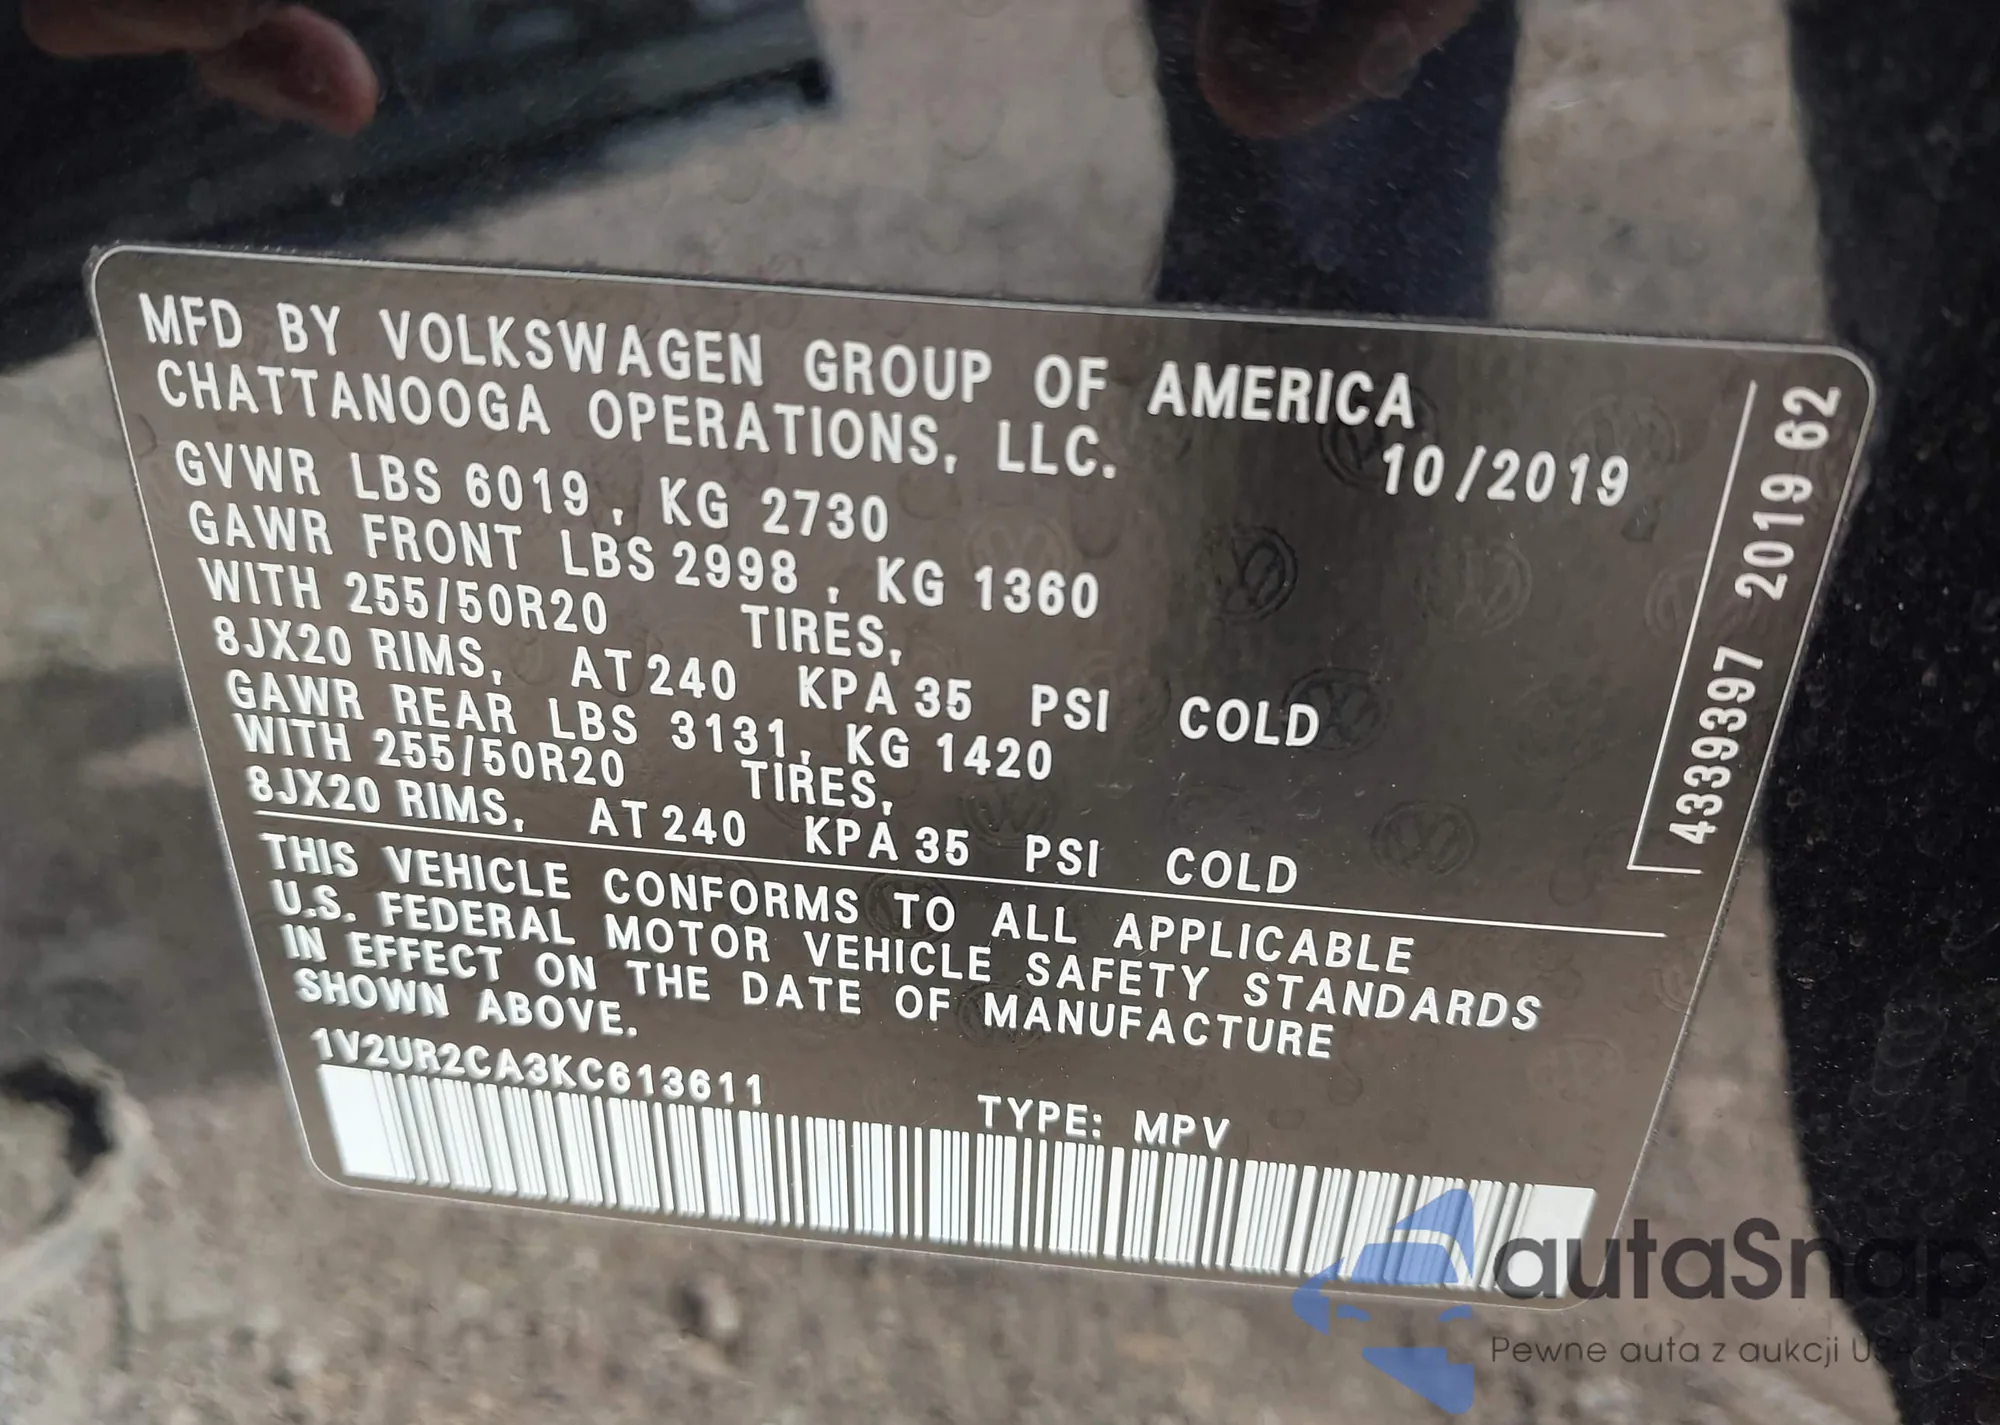 MFD BY VOLKSWAGEN GROUP OF AMERICA
CHATTANOOGA OPERATIONS, LLC.
10/2019
GVWR LBS 6019, KG 2730
GAWR FRONT LBS 2998, KG 1360
WITH 255/50R20 TIRES,
8JX20 RIMS, AT 240 KPA 35 PSI COLD
GAWR REAR LBS 3131, KG 1420
WITH 255/50R20 TIRES,
8JX20 RIMS, AT 240 KPA 35 PSI COLD
THIS VEHICLE CONFORMS TO ALL APPLICABLE
U.S. FEDERAL MOTOR VEHICLE SAFETY STANDARDS
IN EFFECT ON THE DATE OF MANUFACTURE
SHOWN ABOVE.
1V2UR2CA3KC613611
TYPE: MPV
4339397 2019 62
autaSnap
Pewne auta z aukcji